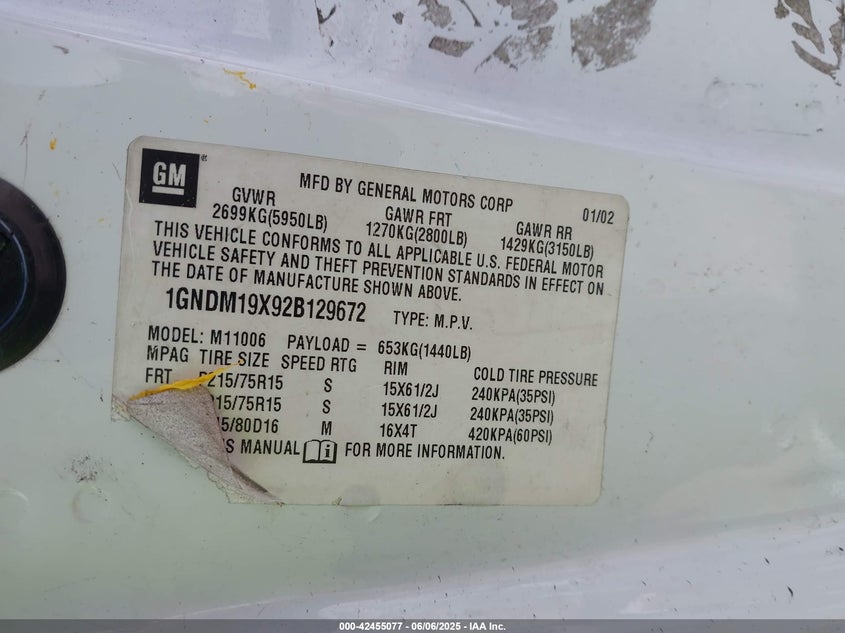 GM
MFD BY GENERAL MOTORS CORP 01/02
GVWR GAWR FRT GAWR RR
2699KG(5950LB) 1270KG(2800LB) 1429KG(3150LB)
THIS VEHICLE CONFORMS TO ALL APPLICABLE U.S. FEDERAL MOTOR
VEHICLE SAFETY AND THEFT PREVENTION STANDARDS IN EFFECT ON
THE DATE OF MANUFACTURE SHOWN ABOVE.
1GNDM19X92B129672 TYPE: M.P.V.
MODEL: M11006 PAYLOAD = 653KG(1440LB)
MPAG TIRE SIZE SPEED RTG RIM COLD TIRE PRESSURE
FRT P215/75R15 S 15X61/2J 240KPA(35PSI)
15/75R15 S 15X61/2J 240KPA(35PSI)
5/80D16 M 16X4T 420KPA(60PSI)
S MANUAL FOR MORE INFORMATION.
000-42455077 - 06/06/2025 - IAA Inc.